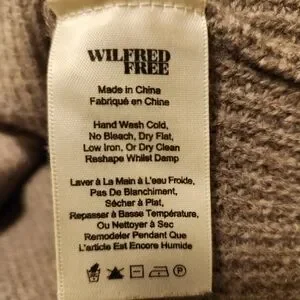 WILFRED
FREE
Made in China
Fabriqué en Chine
Hand Wash Cold,
No Bleach, Dry Flat,
Low Iron, Or Dry Clean
Reshape Whilst Damp
Laver à La Main à L'eau Froide,
Pas De Blanchiment,
Sécher à Plat,
Repasser à Basse Température,
Ou Nettoyer à Sec
Remodeler Pendant Que
L'article Est Encore Humide
P